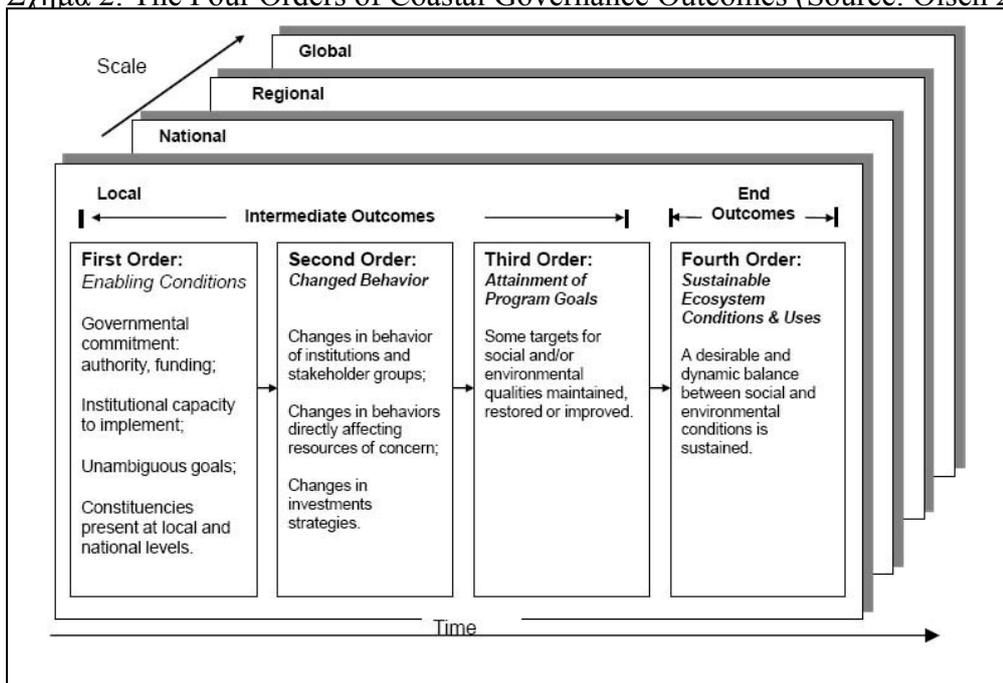 Σχήμα 2: The Four Orders of Coastal Governance Outcomes (Source: Olsen 2
Scale
Global
Regional
National
Local
Intermediate Outcomes
End
Outcomes
First Order:
Enabling Conditions
Governmental
commitment:
authority, funding;
Institutional capacity
to implement;
Unambiguous goals;
Constituencies
present at local and
national levels.
Second Order:
Changed Behavior
Changes in behavior
of institutions and
stakeholder groups;
Changes in behaviors
directly affecting
resources of concern;
Changes in
investments
strategies.
Third Order:
Attainment of
Program Goals
Some targets for
social and/or
environmental
qualities maintained,
restored or improved.
Fourth Order:
Sustainable
Ecosystem
Conditions & Uses
A desirable and
dynamic balance
between social and
environmental
conditions is
sustained.
Time